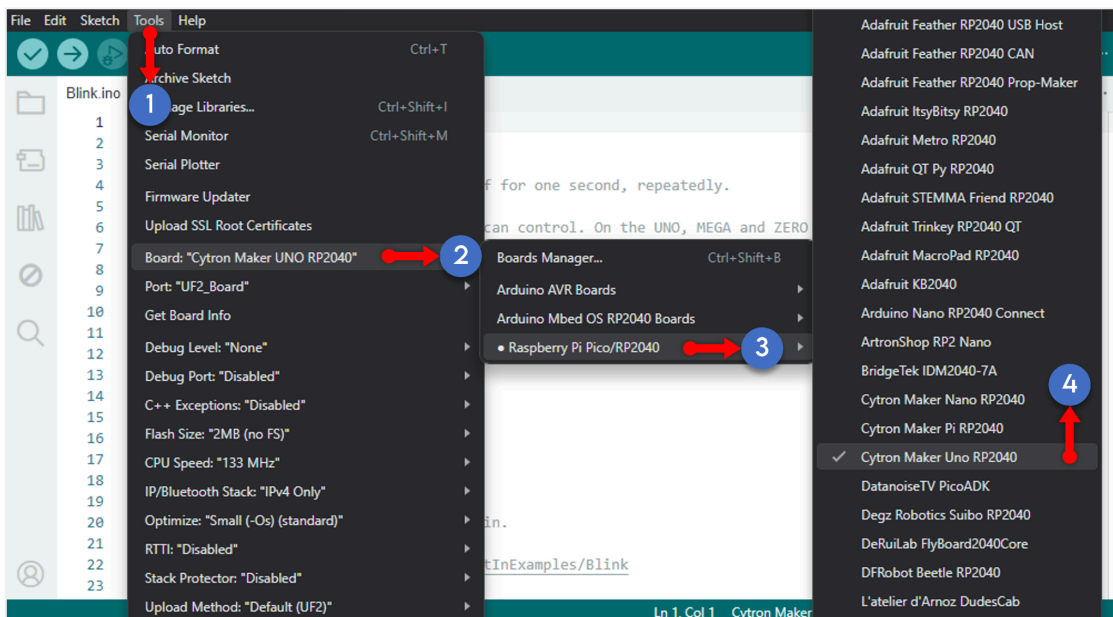 File Edit Sketch Tools Help
Auto Format Ctrl+T
Archive Sketch
1
Libraries... Ctrl+Shift+I
Serial Monitor Ctrl+Shift+M
Serial Plotter
Firmware Updater
Upload SSL Root Certificates
Board: "Cytron Maker UNO RP2040"
2
Port: "UF2_Board"
Get Board Info
Debug Level: "None"
Debug Port: "Disabled"
C++ Exceptions: "Disabled"
Flash Size: "2MB (no FS)"
CPU Speed: "133 MHz"
IP/Bluetooth Stack: "IPv4 Only"
Optimize: "Small (-Os) (standard)"
RTTI: "Disabled"
Stack Protector: "Disabled"
Upload Method: "Default (UF2)"
Blink.ino
1
2
3
4
5
6
7
8
9
10
11
12
13
14
15
16
17
18
19
20
21
22
23
f for one second, repeatedly.
can control. On the UNO, MEGA and ZERO
Boards Manager... Ctrl+Shift+B
Arduino AVR Boards
Arduino Mbed OS RP2040 Boards
• Raspberry Pi Pico/RP2040
3
in.
tInExamples/Blink
Ln 1, Col 1 Cytron Maker
Adafruit Feather RP2040 USB Host
Adafruit Feather RP2040 CAN
Adafruit Feather RP2040 Prop-Maker
Adafruit ItsyBitsy RP2040
Adafruit Metro RP2040
Adafruit QT Py RP2040
Adafruit STEMMA Friend RP2040
Adafruit Trinkey RP2040 QT
Adafruit MacroPad RP2040
Adafruit KB2040
Arduino Nano RP2040 Connect
ArtronShop RP2 Nano
BridgeTek IDM2040-7A
4
Cytron Maker Nano RP2040
Cytron Maker Pi RP2040
Cytron Maker Uno RP2040
DatanoiseTV PicoADK
Degz Robotics Suibo RP2040
DeRuiLab FlyBoard2040Core
DFRobot Beetle RP2040
L'atelier d'Arnoz DudesCab